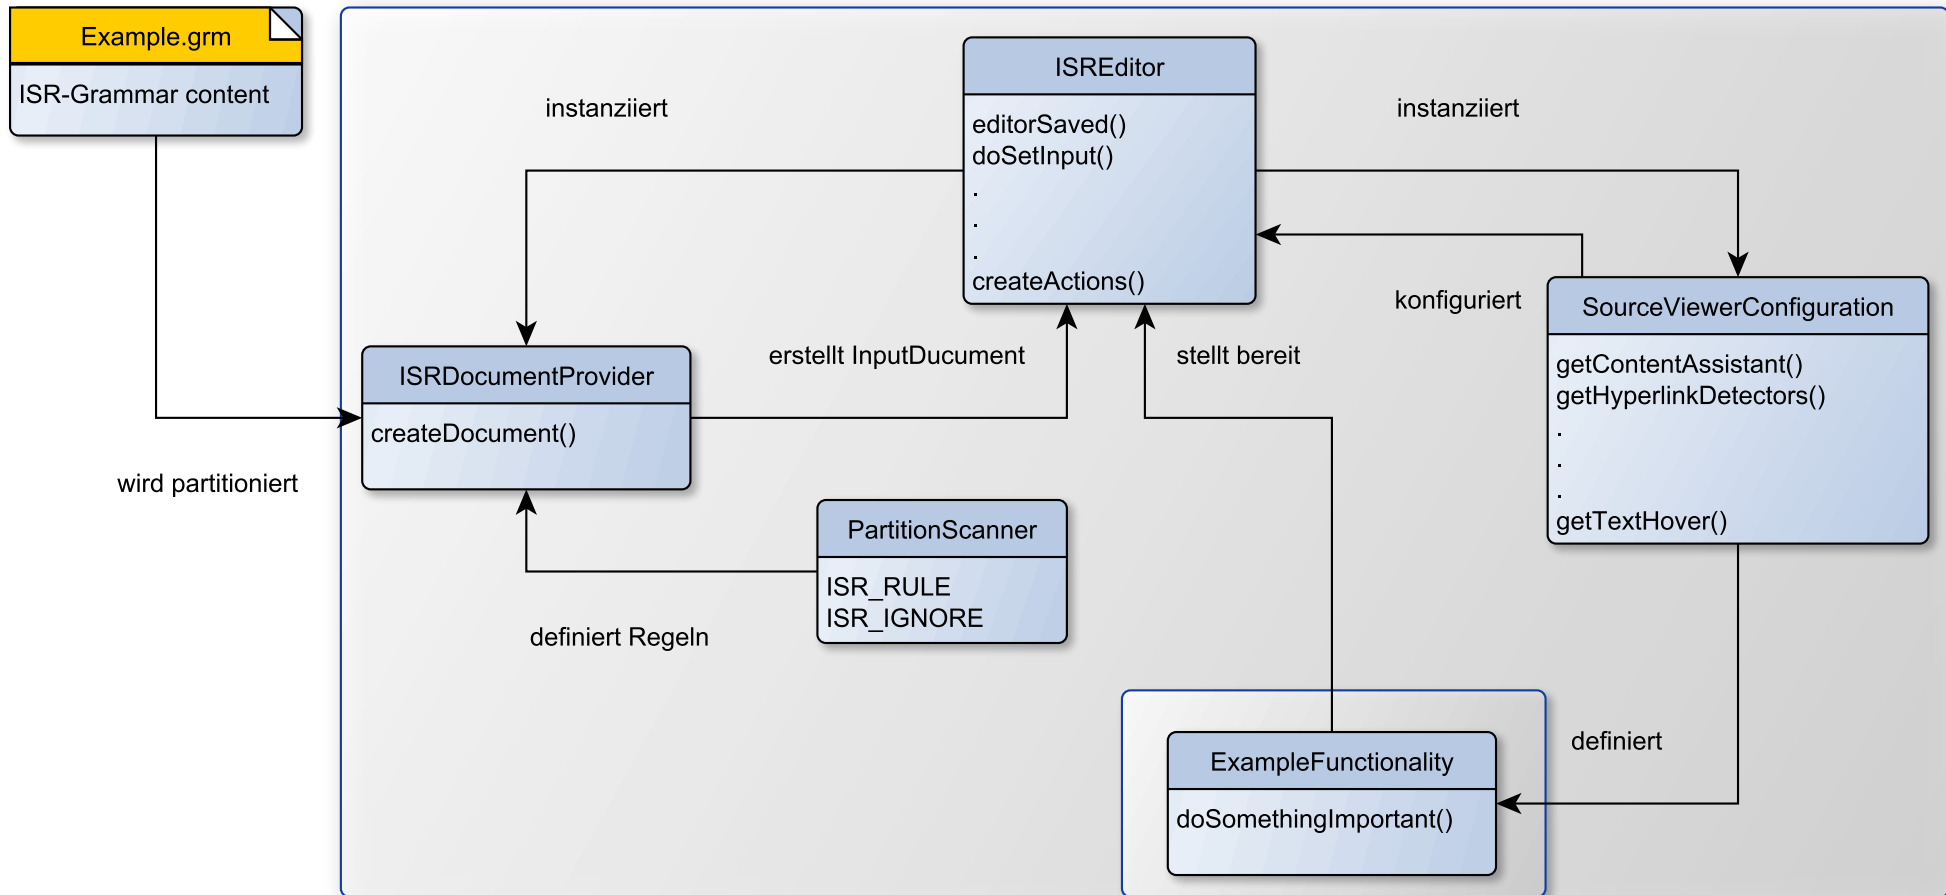 Example.grm
ISR-Grammar content
ISREditor
editorSaved()
doSetInput()
.
.
.
createActions()
instanziiert
instanziiert
konfiguriert
SourceViewerConfiguration
getContentAssistant()
getHyperlinkDetectors()
.
.
.
getTextHover()
erstellt InputDucument
stellt bereit
ISRDocumentProvider
createDocument()
wird partitioniert
PartitionScanner
ISR_RULE
ISR_IGNORE
definiert Regeln
definiert
ExampleFunctionality
doSomethingImportant()